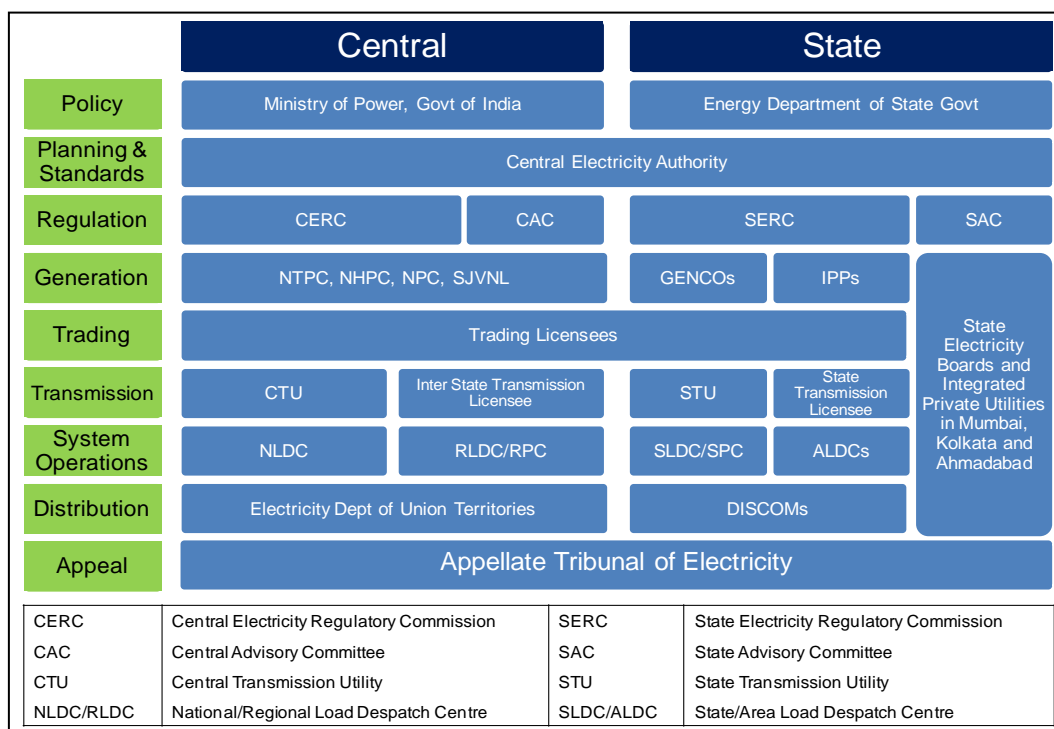 Central
State
Policy
Ministry of Power, Govt of India
Energy Department of State Govt
Planning &
Standards
Central Electricity Authority
Regulation
CERC
CAC
SERC
SAC
Generation
NTPC, NHPC, NPC, SJVNL
GENCOs
IPPs
Trading
Trading Licensees
Transmission
CTU
Inter State Transmission
Licensee
STU
State
Transmission
Licensee
System
Operations
NLDC
RLDC/RPC
SLDC/SPC
ALDCs
Distribution
Electricity Dept of Union Territories
DISCOMs
State
Electricity
Boards and
Integrated
Private Utilities
in Mumbai,
Kolkata and
Ahmadabad
Appeal
Appellate Tribunal of Electricity
CERC Central Electricity Regulatory Commission SERC State Electricity Regulatory Commission
CAC Central Advisory Committee SAC State Advisory Committee
CTU Central Transmission Utility STU State Transmission Utility
NLDC/RLDC National/Regional Load Despatch Centre SLDC/ALDC State/Area Load Despatch Centre